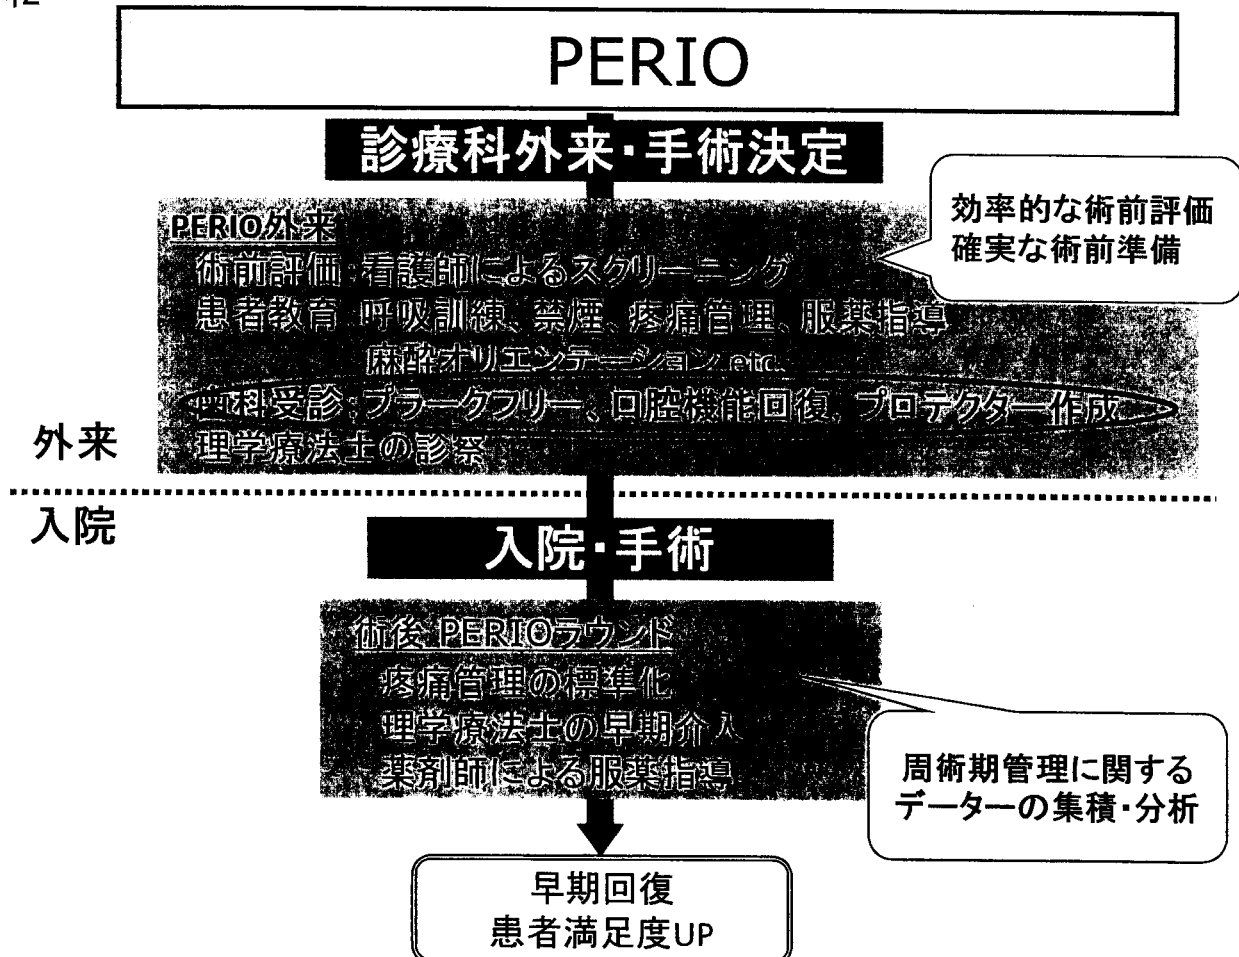 PERIO
診療科外来・手術決定
効率的な術前評価
確実な術前準備
PERIO外来
術前評価:看護師によるスクリーニング
患者教育:呼吸訓練、禁煙、疼痛管理、服薬指導
麻酔オリエンテーション etc.
歯科受診:プラークフリー、口腔機能回復、プロテクター作成
理学療法士の診察
外来
入院
入院・手術
術後 PERIOラウンド
疼痛管理の標準化
理学療法士の早期介入
薬剤師による服薬指導
周術期管理に関する
データーの集積・分析
早期回復
患者満足度UP